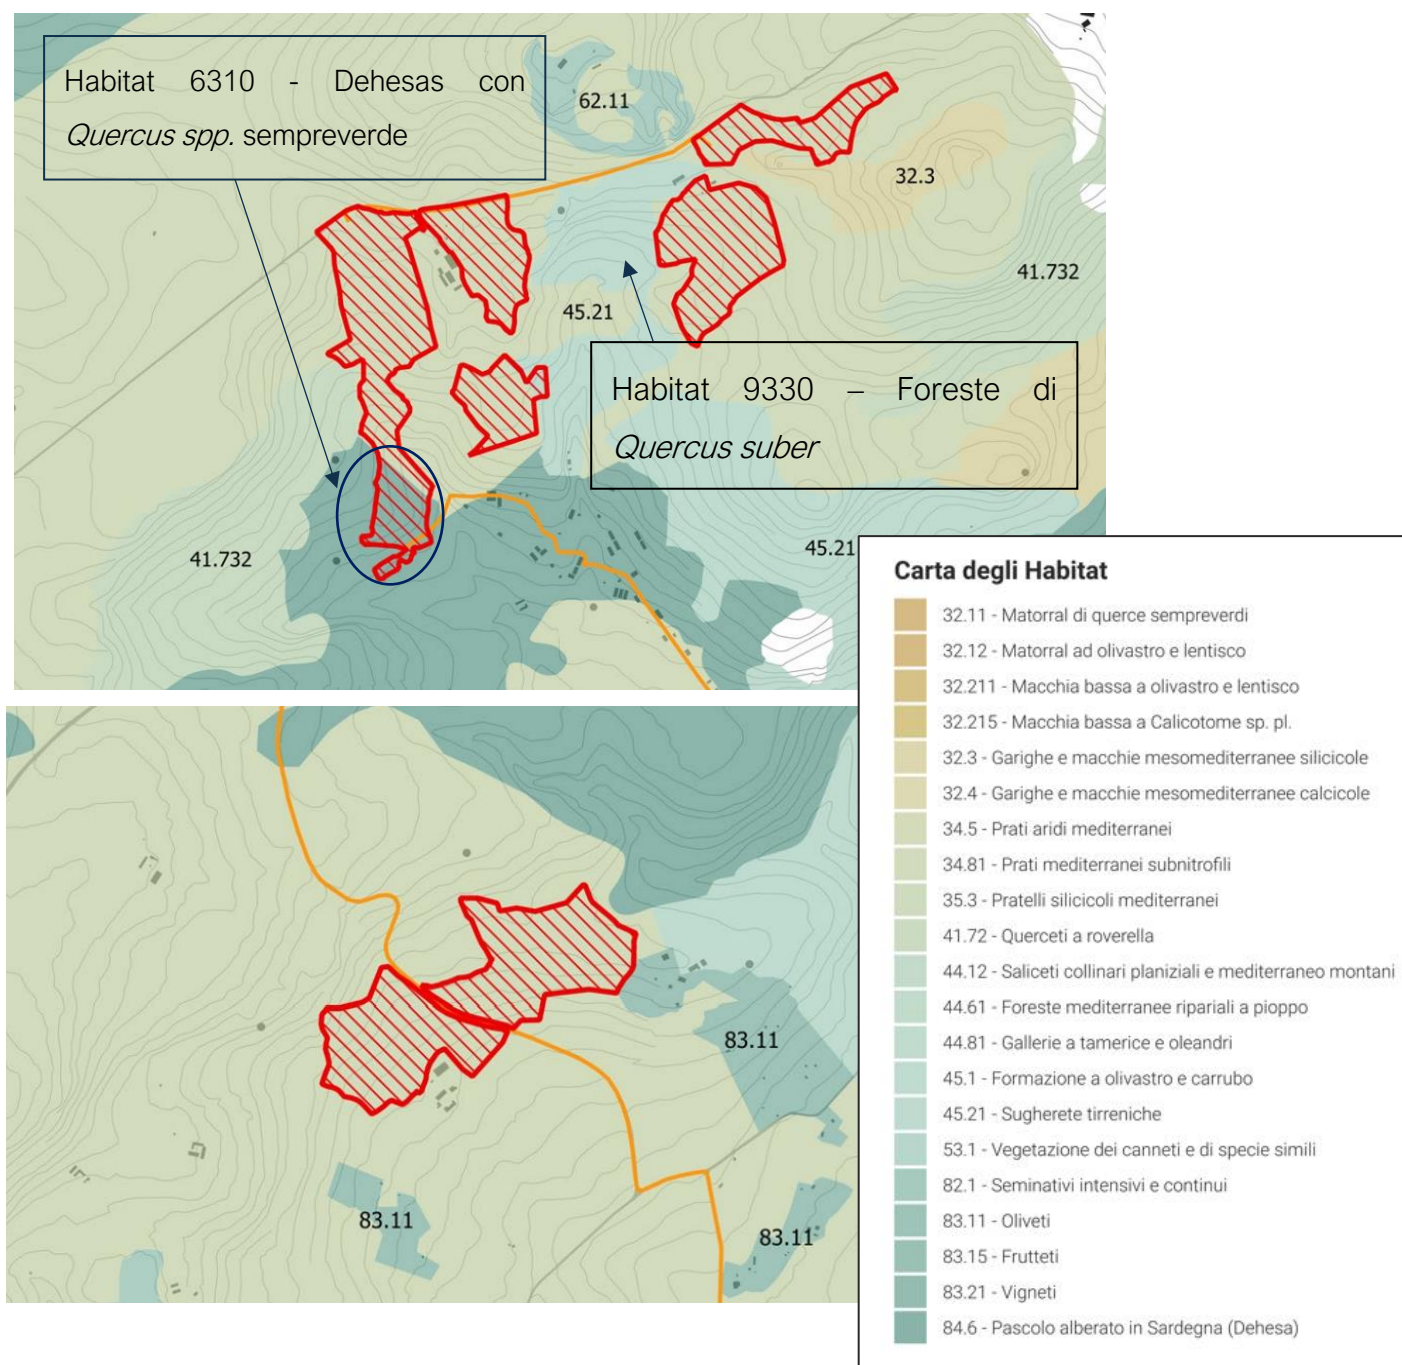 Habitat 6310 - Dehesas con
Quercus spp. sempreverde
62.11
32.3
41.732
45.21
Habitat 9330 – Foreste di
Quercus suber
41.732
45.21
83.11
83.11
83.11
Carta degli Habitat
32.11 - Matorral di querce sempreverdi
32.12 - Matorral ad olivastro e lentisco
32.211 - Macchia bassa a olivastro e lentisco
32.215 - Macchia bassa a Calicotome sp. pl.
32.3 - Garighe e macchie mesomediterranee silicicole
32.4 - Garighe e macchie mesomediterranee calcicole
34.5 - Prati aridi mediterranei
34.81 - Prati mediterranei subnitrofili
35.3 - Pratelli silicicoli mediterranei
41.72 - Querceti a roverella
44.12 - Saliceti collinari planiziali e mediterraneo montani
44.61 - Foreste mediterranee ripariali a pioppo
44.81 - Gallerie a tamerice e oleandri
45.1 - Formazione a olivastro e carrubo
45.21 - Sugherete tirreniche
53.1 - Vegetazione dei canneti e di specie simili
82.1 - Seminativi intensivi e continui
83.11 - Oliveti
83.15 - Frutteti
83.21 - Vigneti
84.6 - Pascolo alberato in Sardegna (Dehesa)